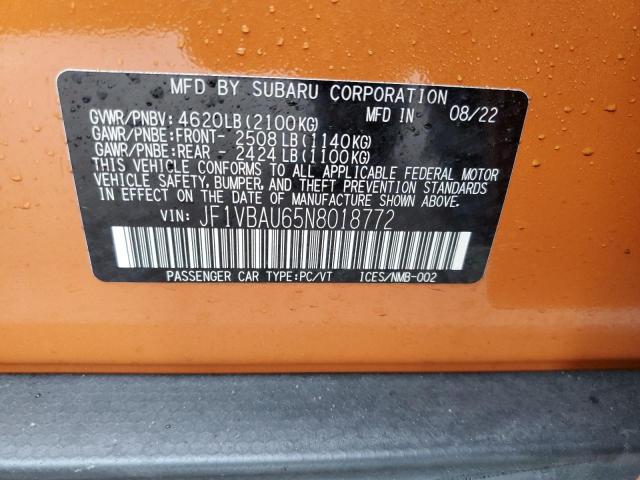 MFD BY SUBARU CORPORATION
GVWR/PNBV: 4620LB (2100KG) MFD IN 08/22
GAWR/PNBE:FRONT- 2508LB (1140KG)
GAWR/PNBE:REAR - 2424LB (1100KG)
THIS VEHICLE CONFORMS TO ALL APPLICABLE FEDERAL MOTOR
VEHICLE SAFETY, BUMPER, AND THEFT PREVENTION STANDARDS
IN EFFECT ON THE DATE OF MANUFACTURE SHOWN ABOVE.
VIN: JF1VBAU65N8018772
PASSENGER CAR TYPE:PC/VT ICES/NMB-002